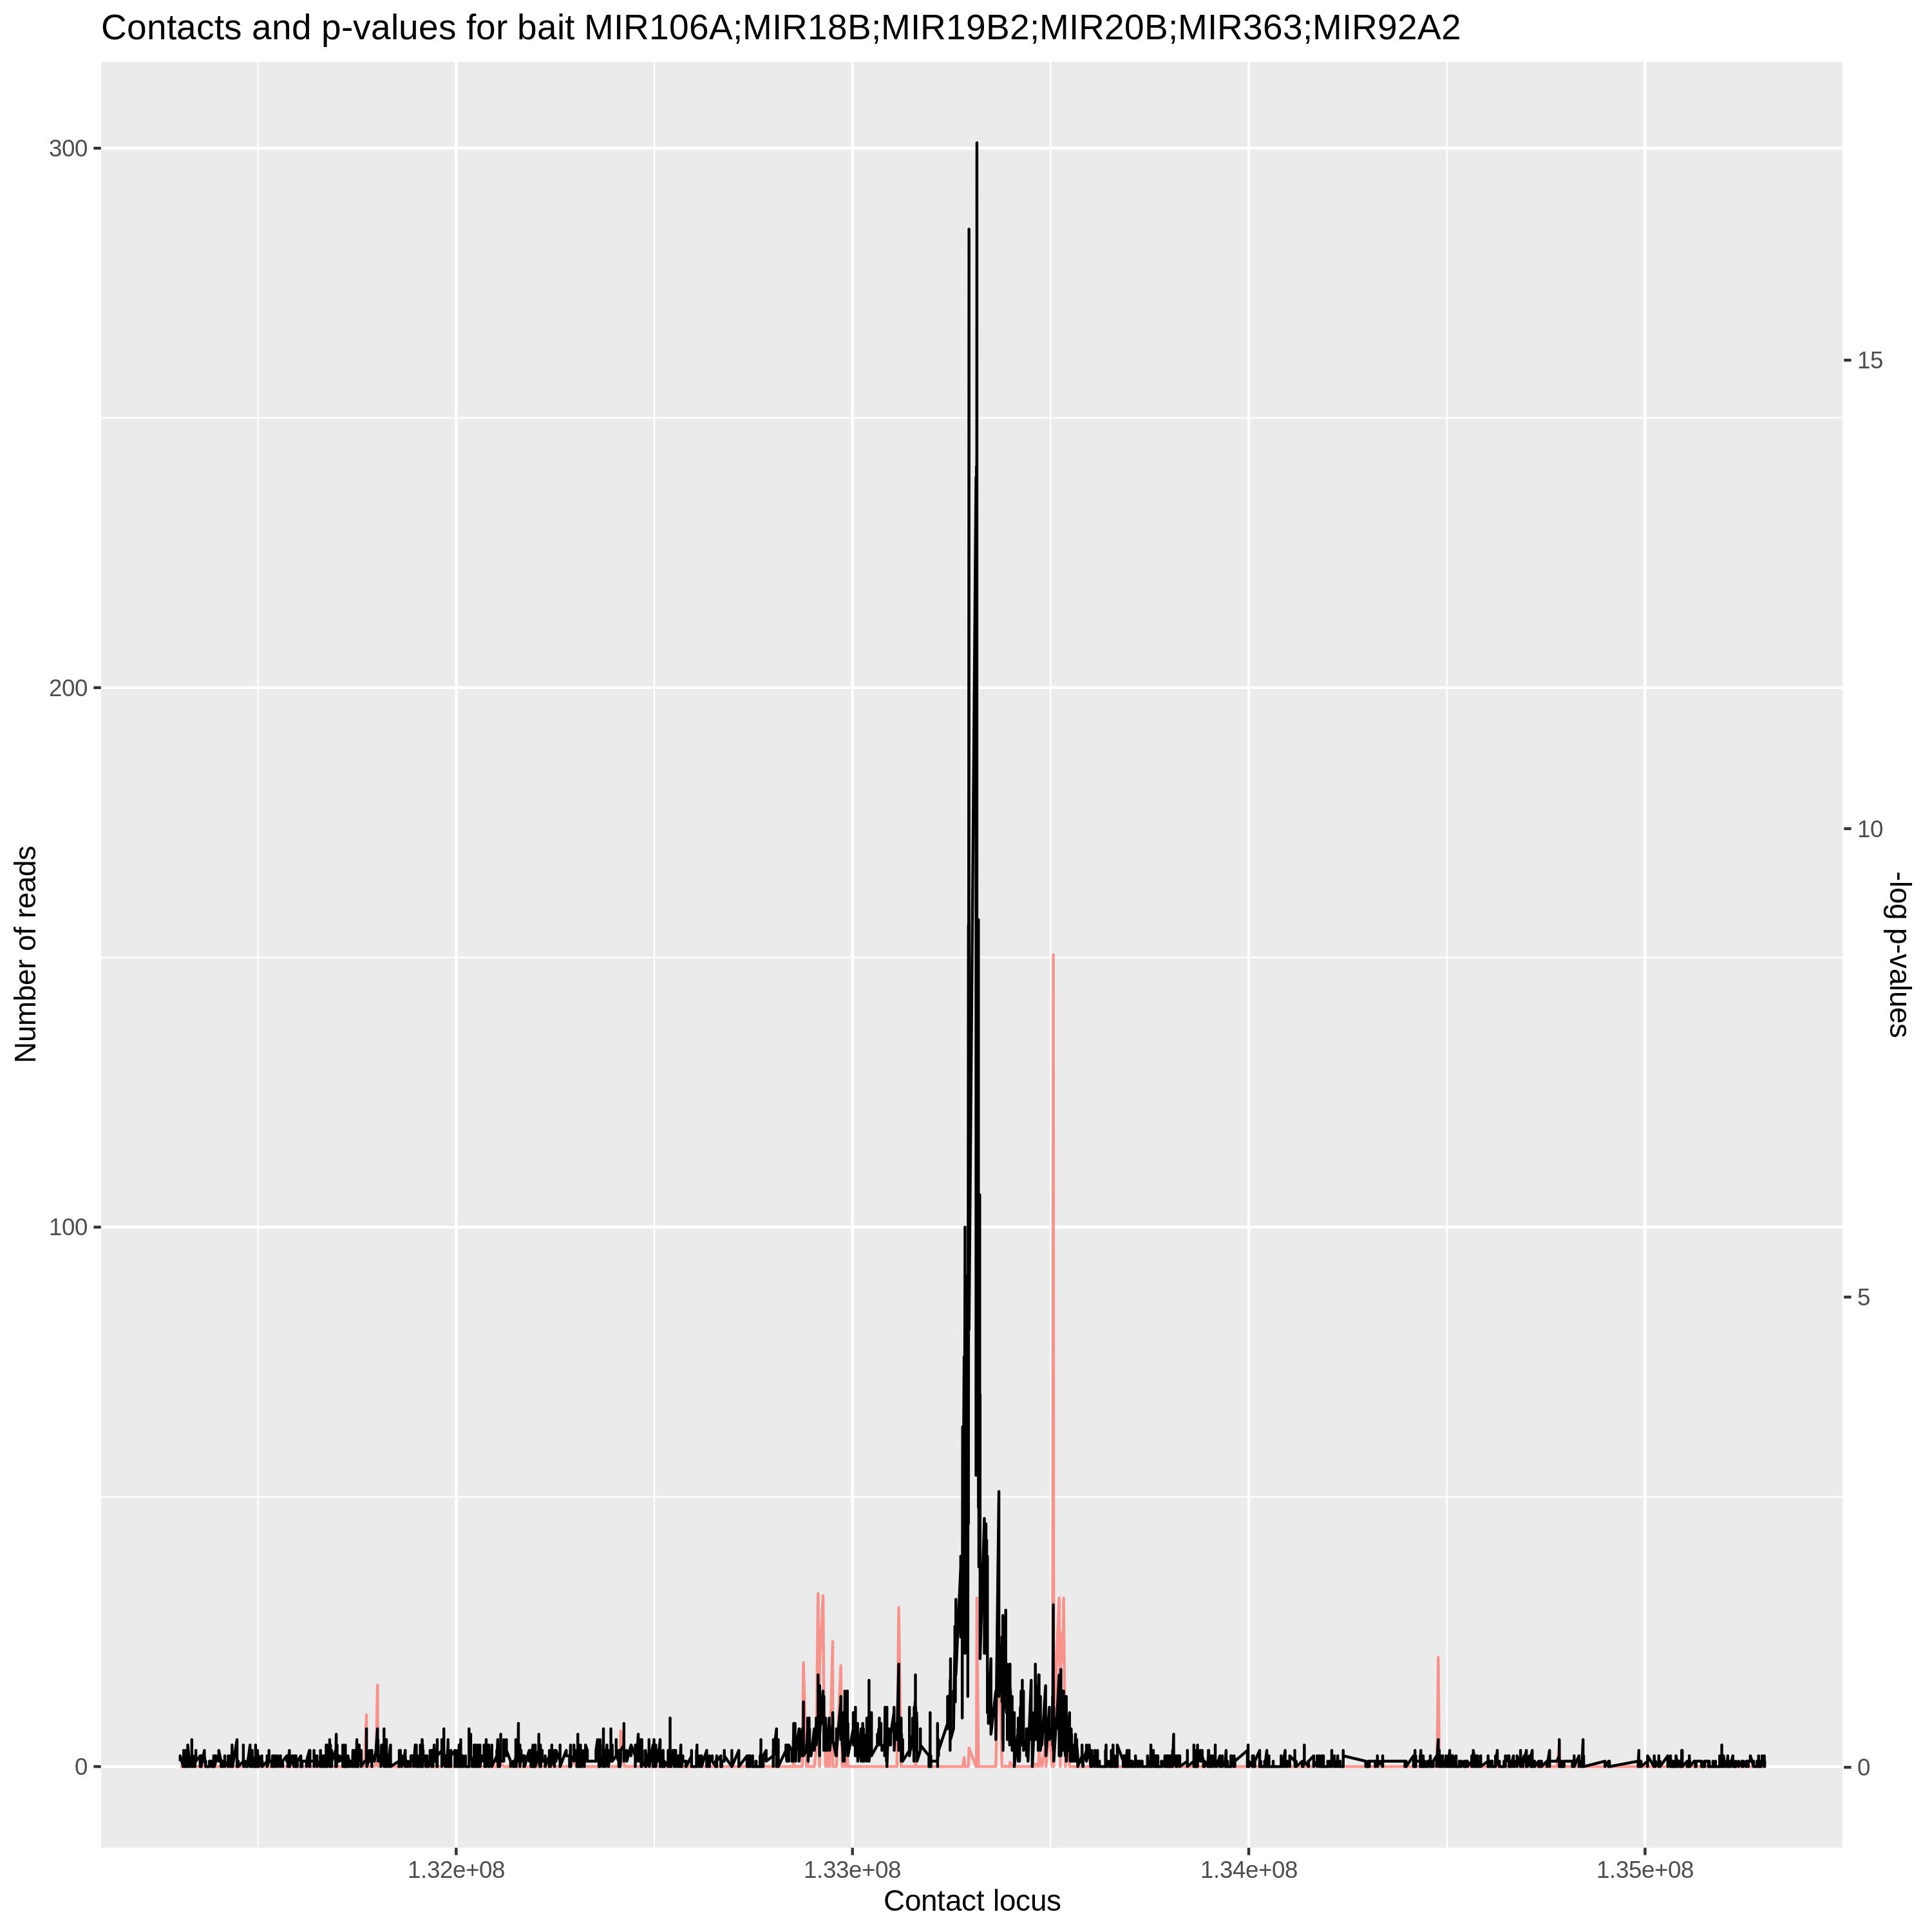 Contacts and p-values for bait MIR106A;MIR18B;MIR19B2;MIR20B;MIR363;MIR92A2
300
200
100
0
Number of reads
15
10
5
0
-log p-values
1.32e+08
1.33e+08
1.34e+08
1.35e+08
Contact locus